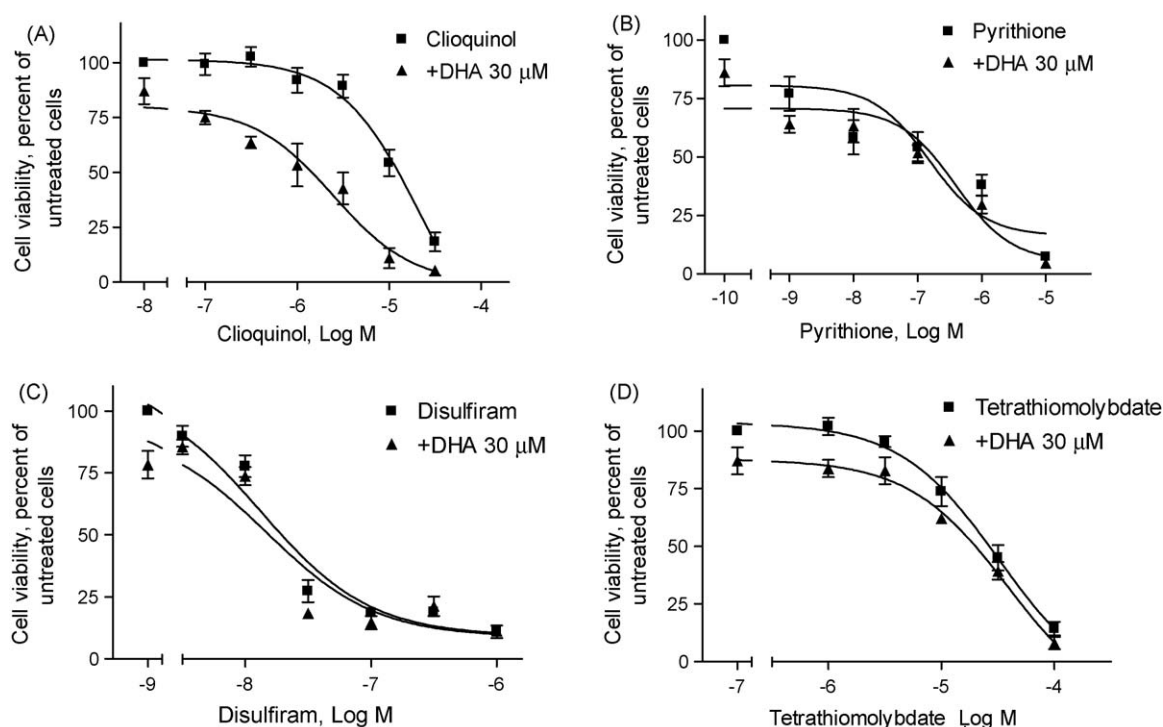 (A)
Clioquinol
+DHA 30 μM
Cell viability, percent of
untreated cells
100
75
50
25
0
-8
-7
-6
-5
-4
Clioquinol, Log M
(B)
Pyrithione
+DHA 30 μM
Cell viability, percent of
untreated cells
100
75
50
25
0
-10
-9
-8
-7
-6
-5
Pyrithione, Log M
(C)
Disulfiram
+DHA 30 μM
Cell viability, percent of
untreated cells
100
75
50
25
0
-9
-8
-7
-6
Disulfiram, Log M
(D)
Tetrathiomolybdate
+DHA 30 μM
Cell viability, percent of
untreated cells
100
75
50
25
0
-7
-6
-5
-4
Tetrathiomolybdate Log M